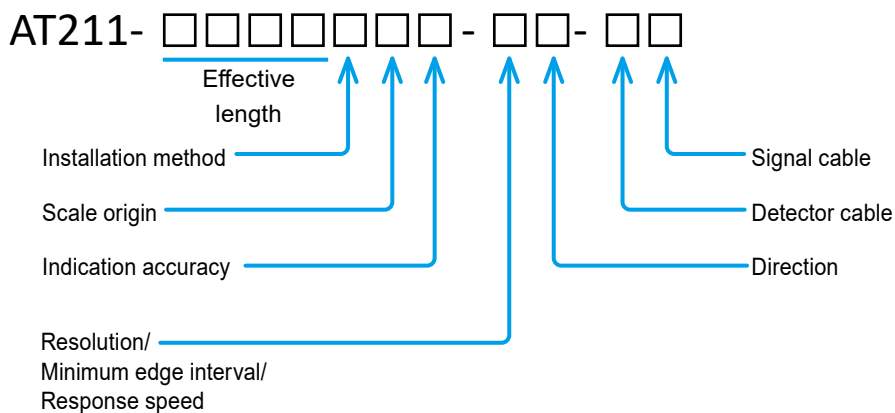 AT211- □□□□□□□ - □□ - □□
Effective
length
Installation method
Signal cable
Scale origin
Detector cable
Indication accuracy
Direction
Resolution/
Minimum edge interval/
Response speed